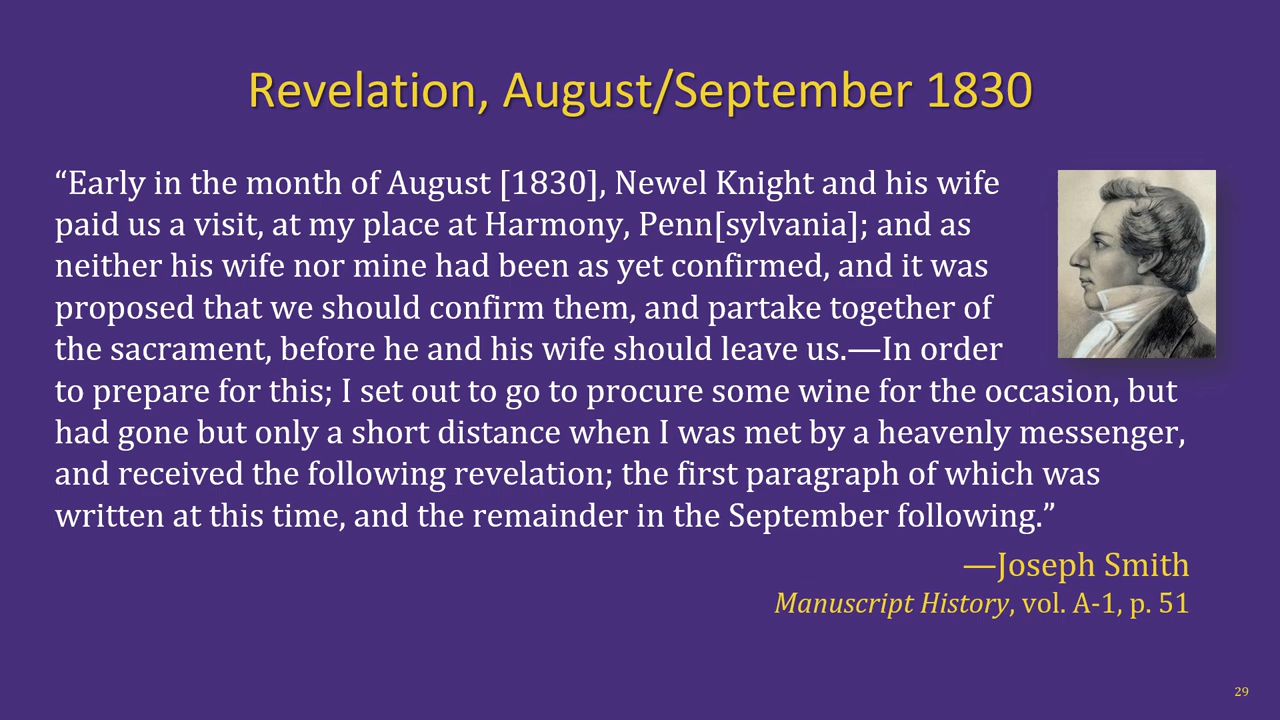 Revelation, August/September 1830
“Early in the month of August [1830], Newel Knight and his wife
paid us a visit, at my place at Harmony, Penn[sylvania]; and as
neither his wife nor mine had been as yet confirmed, and it was
proposed that we should confirm them, and partake together of
the sacrament, before he and his wife should leave us.—In order
to prepare for this; I set out to go to procure some wine for the occasion, but
had gone but only a short distance when I was met by a heavenly messenger,
and received the following revelation; the first paragraph of which was
written at this time, and the remainder in the September following.”
—Joseph Smith
Manuscript History, vol. A-1, p. 51
29